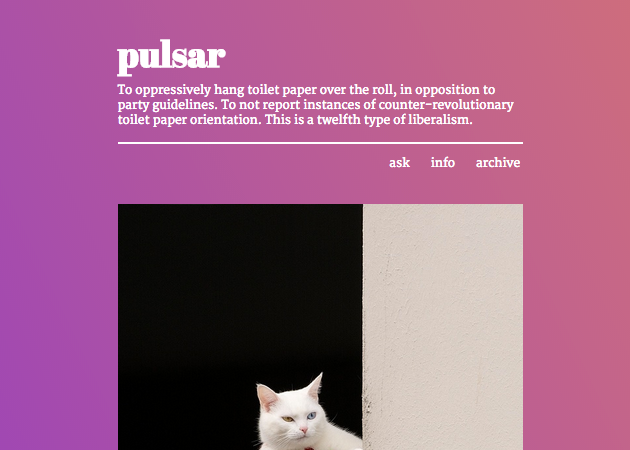 pulsar
To oppressively hang toilet paper over the roll, in opposition to
party guidelines. To not report instances of counter-revolutionary
toilet paper orientation. This is a twelfth type of liberalism.
ask info archive